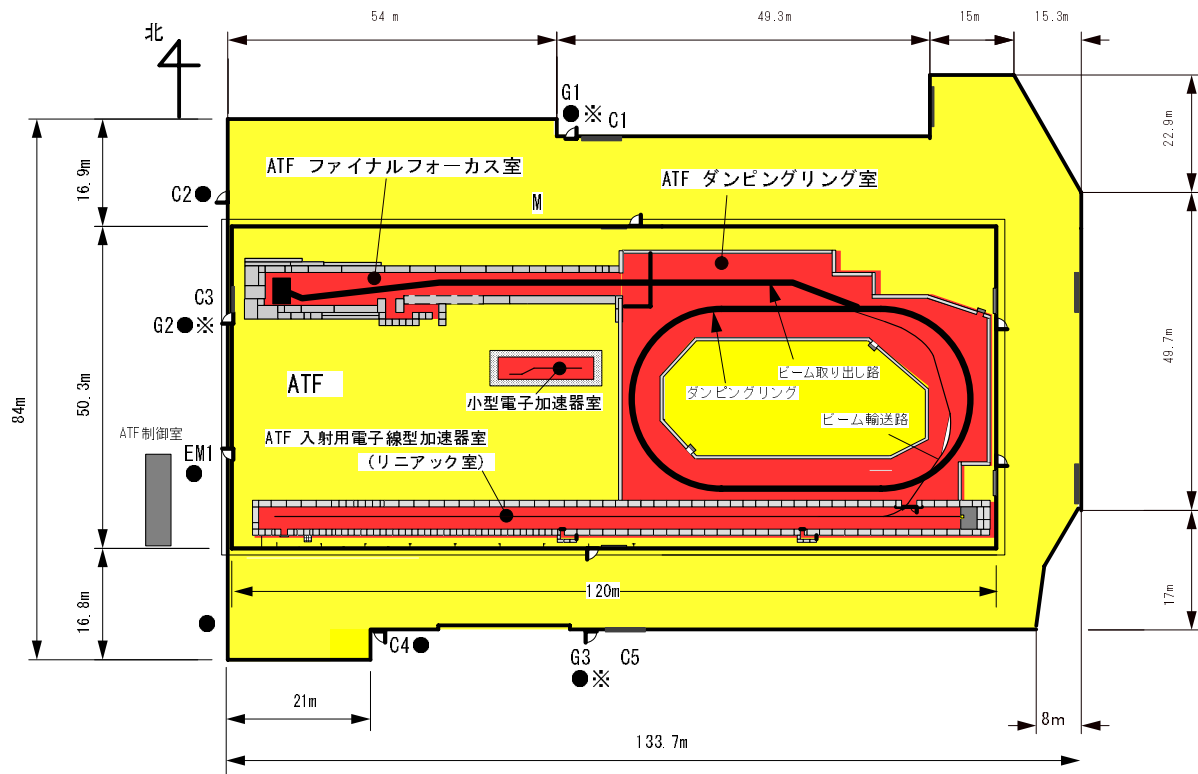 54 m
49.3m
15m
15.3m
北
G1
※
C1
22.9m
ATF ファイナルフォーカス室
ATF ダンピングリング室
16.9m
C2
M
C3
G2
※
49.7m
ATF
ビーム取り出し路
ダンピングリング
小型電子加速器室
50.3m
84m
ビーム輸送路
ATF制御室
ATF 入射用電子線型加速器室
(リニアック室)
EM1
120m
16.8m
17m
C4
G3
C5
※
21m
8m
133.7m